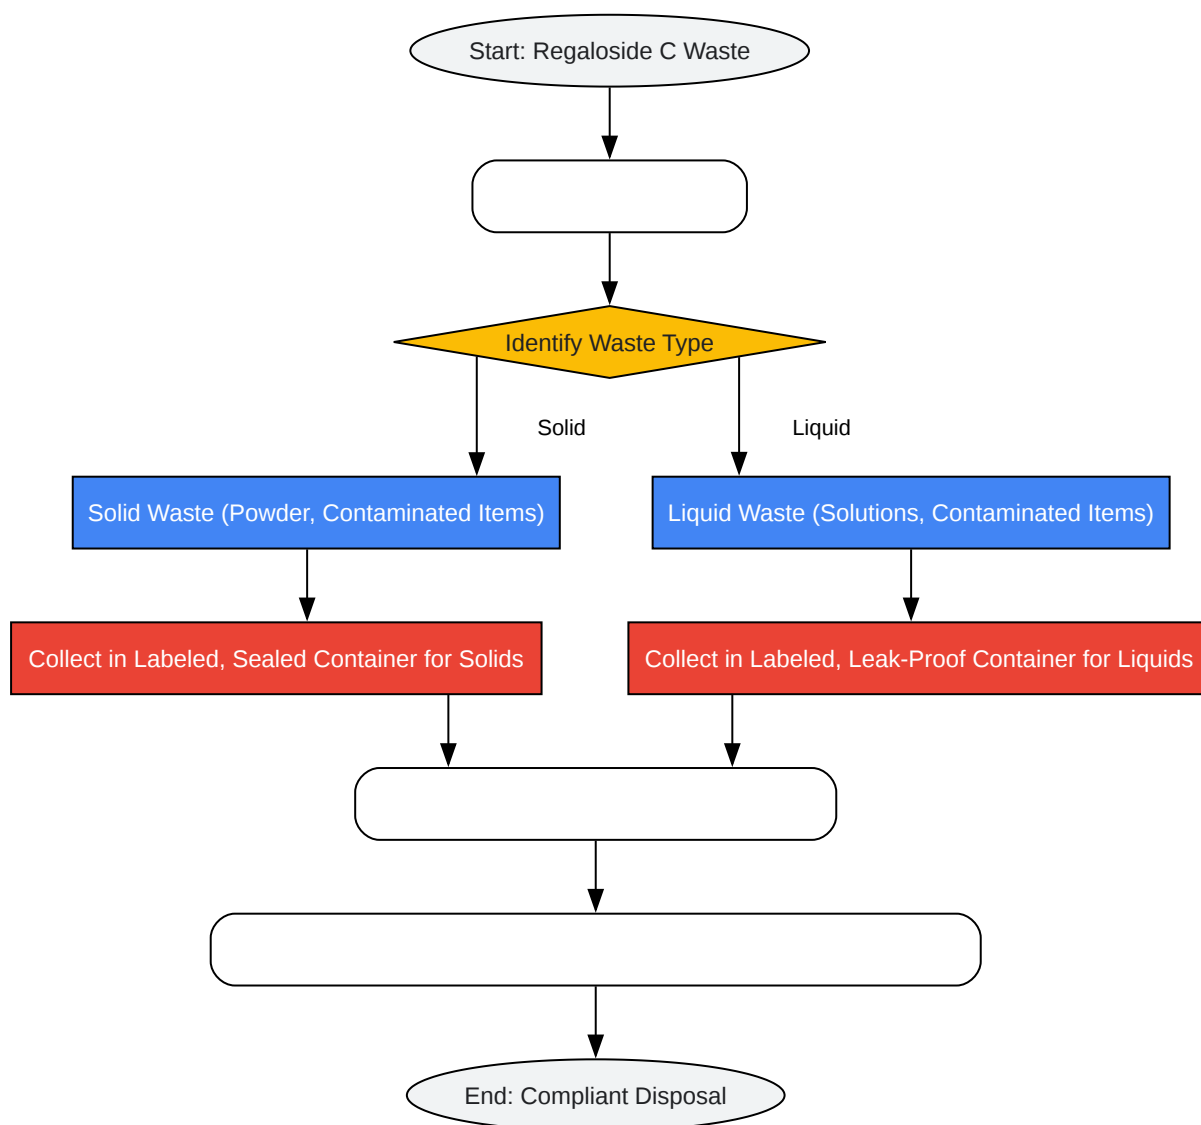 Start: Regaloside C Waste
Identify Waste Type
Solid
Liquid
Solid Waste (Powder, Contaminated Items)
Liquid Waste (Solutions, Contaminated Items)
Collect in Labeled, Sealed Container for Solids
Collect in Labeled, Leak-Proof Container for Liquids
End: Compliant Disposal